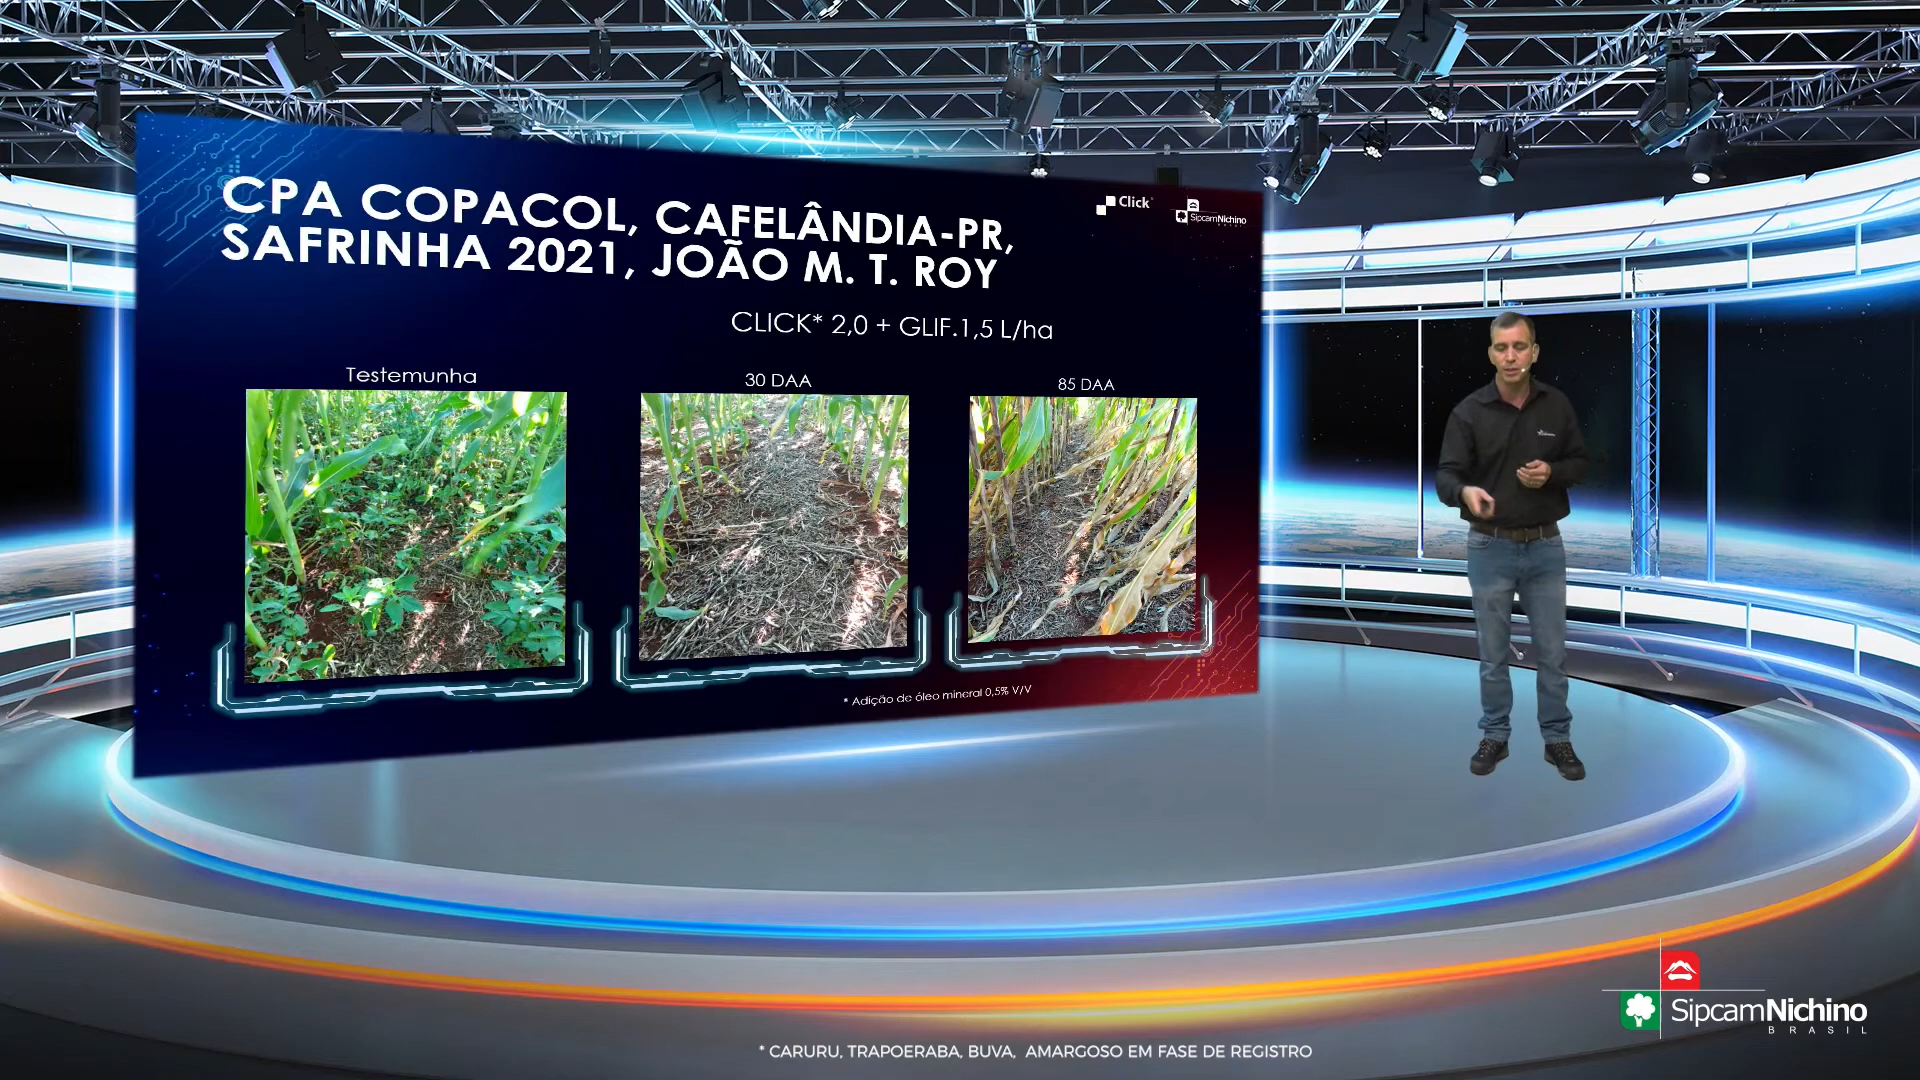 CPA COPACOL, CAFELÂNDIA-PR,
SAFRINHA 2021, JOÃO M. T. ROY
Click
SipcamNichino
CLICK* 2,0 + GLIF.1,5 L/ha
Testemunha
30 DAA
85 DAA
* Adição de óleo mineral 0,5% V/V
SipcamNichino
BRASIL
* CARURU, TRAPOERABA, BUVA, AMARGOSO EM FASE DE REGISTRO